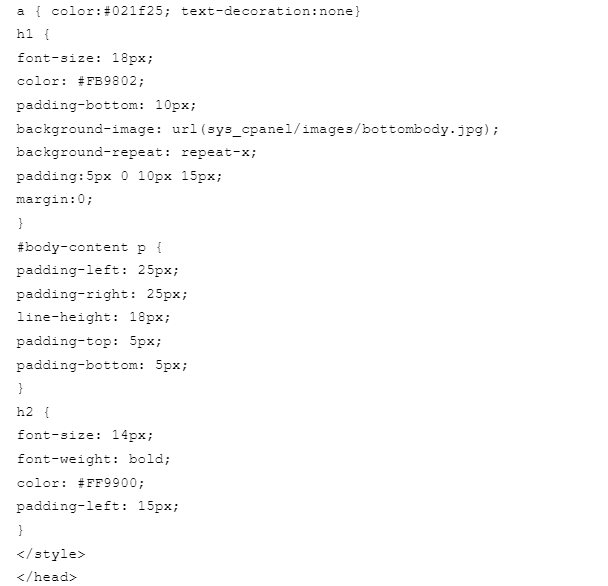 a { color:#021f25; text-decoration:none}
h1 {
font-size: 18px;
color: #FB9802;
padding-bottom: 10px;
background-image: url(sys_cpanel/images/bottombody.jpg);
background-repeat: repeat-x;
padding:5px 0 10px 15px;
margin:0;
}
#body-content p {
padding-left: 25px;
padding-right: 25px;
line-height: 18px;
padding-top: 5px;
padding-bottom: 5px;
}
h2 {
font-size: 14px;
font-weight: bold;
color: #FF9900;
padding-left: 15px;
}
</style>
</head>